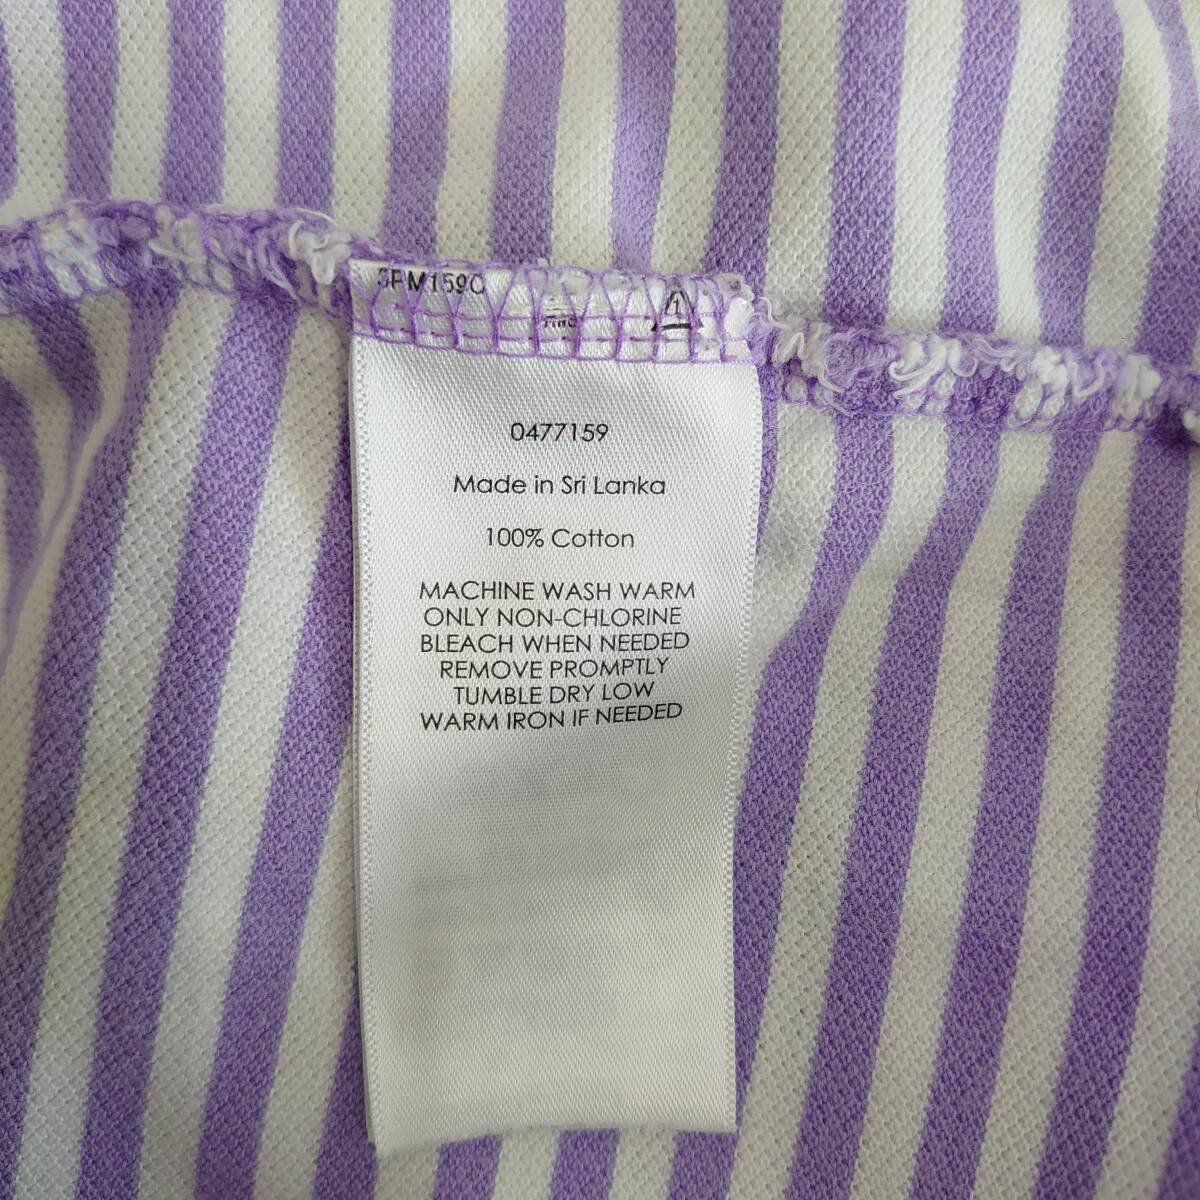 0477159
Made in Sri Lanka
100% Cotton
MACHINE WASH WARM
ONLY NON-CHLORINE
BLEACH WHEN NEEDED
REMOVE PROMPTLY
TUMBLE DRY LOW
WARM IRON IF NEEDED